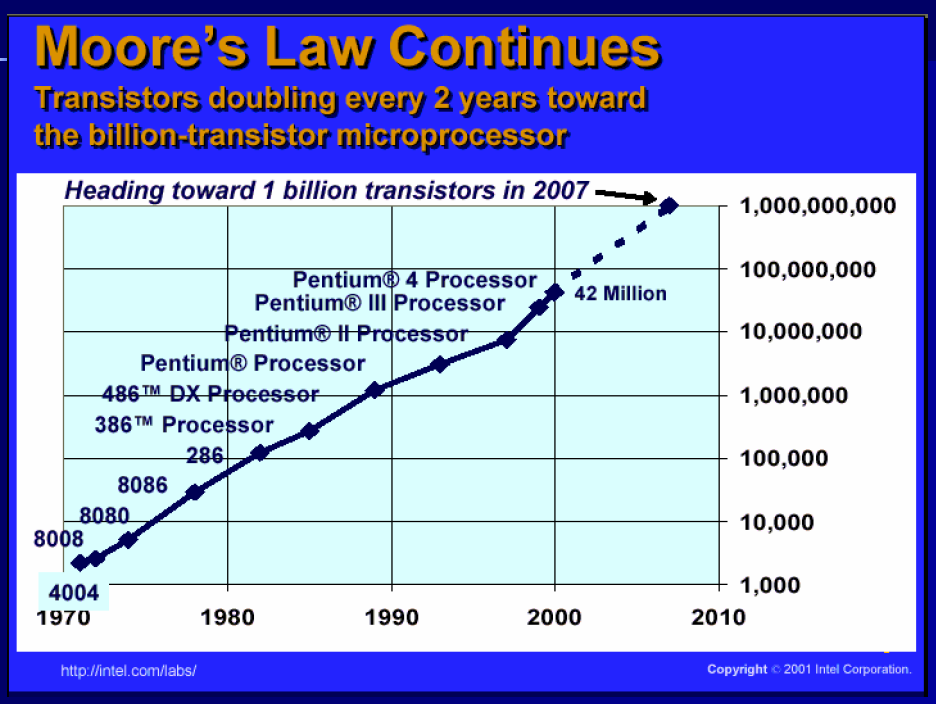 Moore's Law Continues
Transistors doubling every 2 years toward
the billion-transistor microprocessor
Heading toward 1 billion transistors in 2007
1,000,000,000
Pentium® 4 Processor
100,000,000
42 Million
Pentium® III Processor
Pentium® II Processor
10,000,000
Pentium® Processor
486™ DX Processor
1,000,000
386™ Processor
286
100,000
8086
8080
10,000
8008
4004
1,000
1970 1980 1990 2000 2010
http://intel.com/labs/
Copyright © 2001 Intel Corporation.